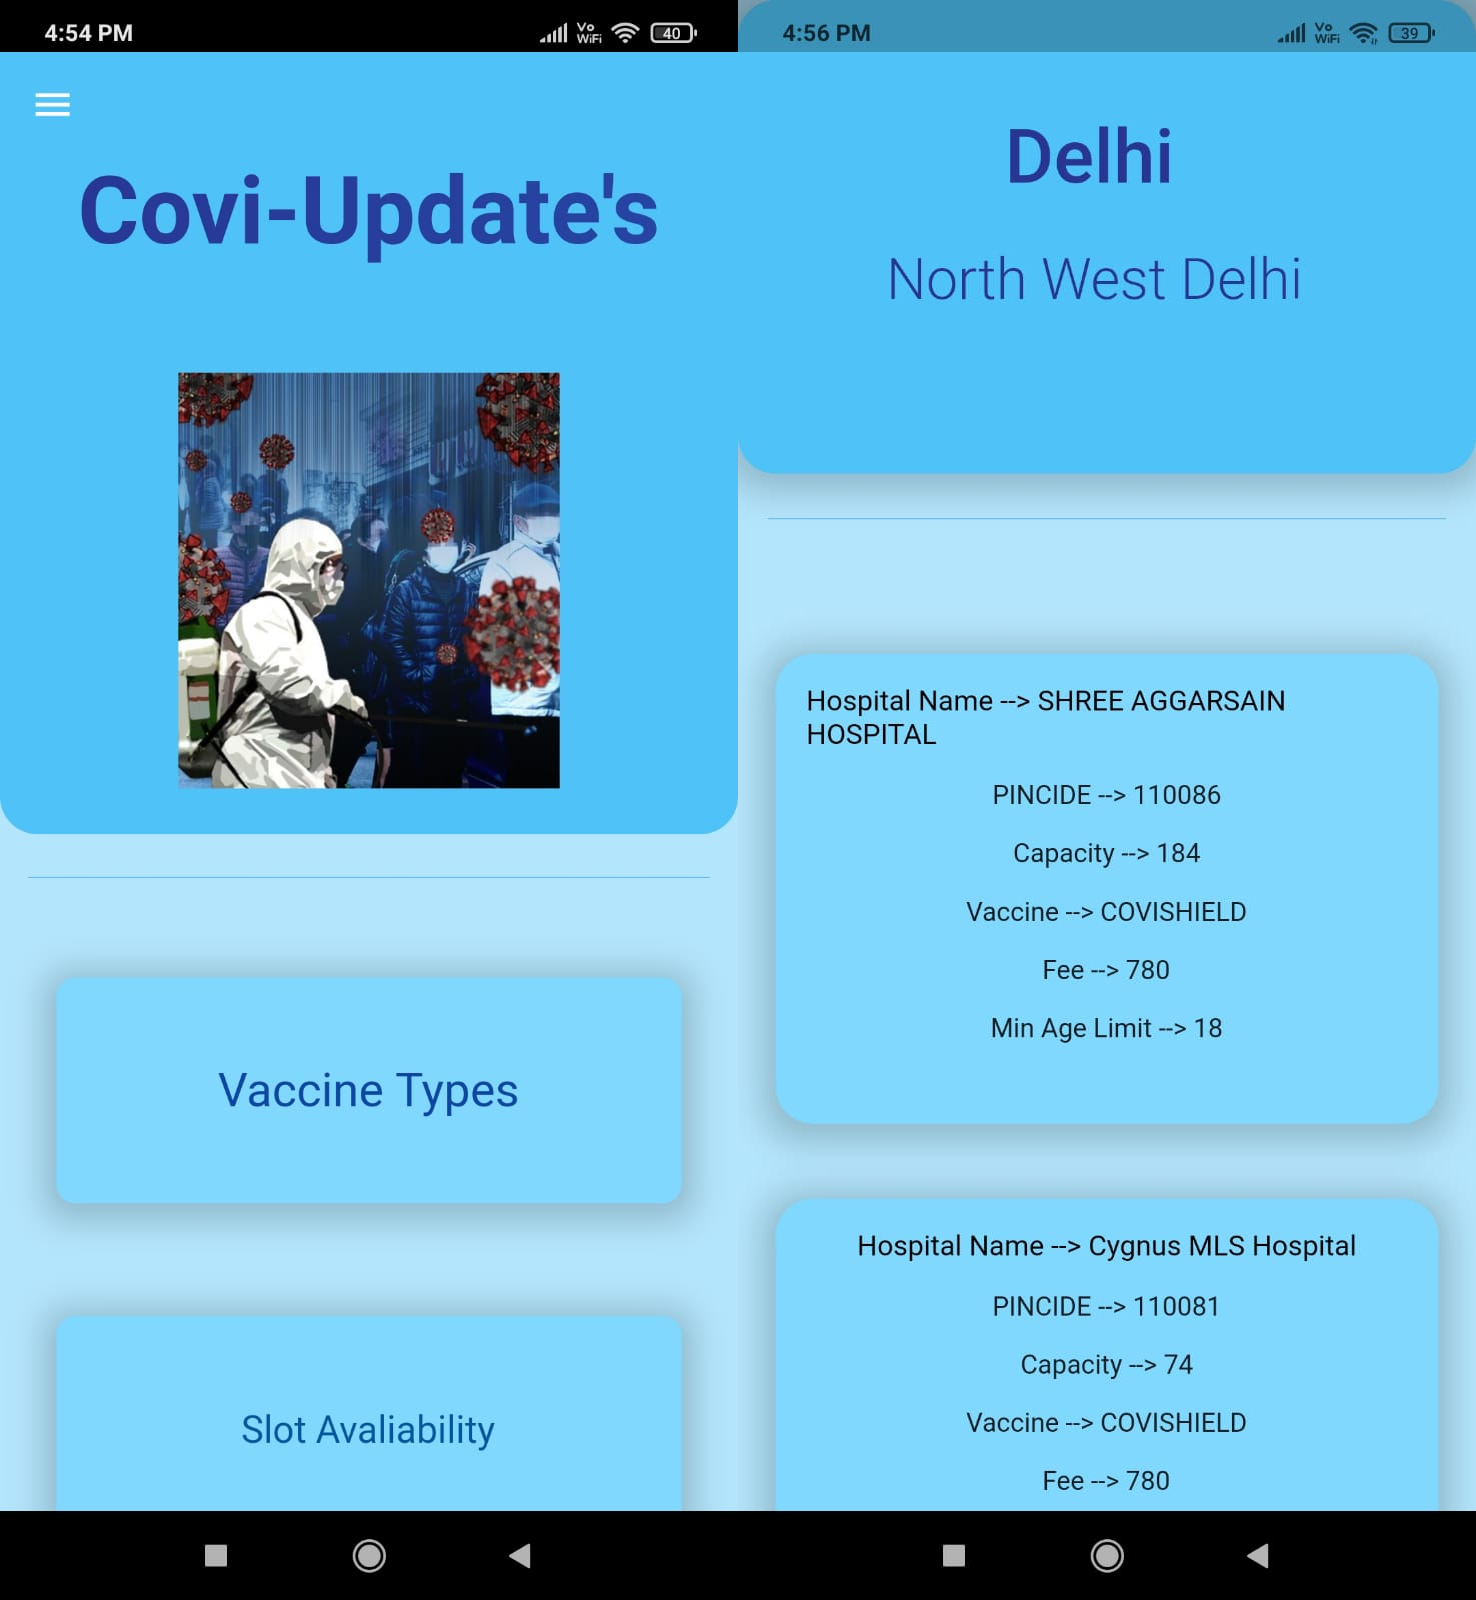 4:54 PM
Vo
WiFi
40
Covi-Update's
Vaccine Types
Slot Avaliability
4:56 PM
Vo
WiFi
39
Delhi
North West Delhi
Hospital Name --> SHREE AGGARSAIN
HOSPITAL
PINCIDE --> 110086
Capacity --> 184
Vaccine --> COVISHIELD
Fee --> 780
Min Age Limit --> 18
Hospital Name --> Cygnus MLS Hospital
PINCIDE --> 110081
Capacity --> 74
Vaccine --> COVISHIELD
Fee --> 780